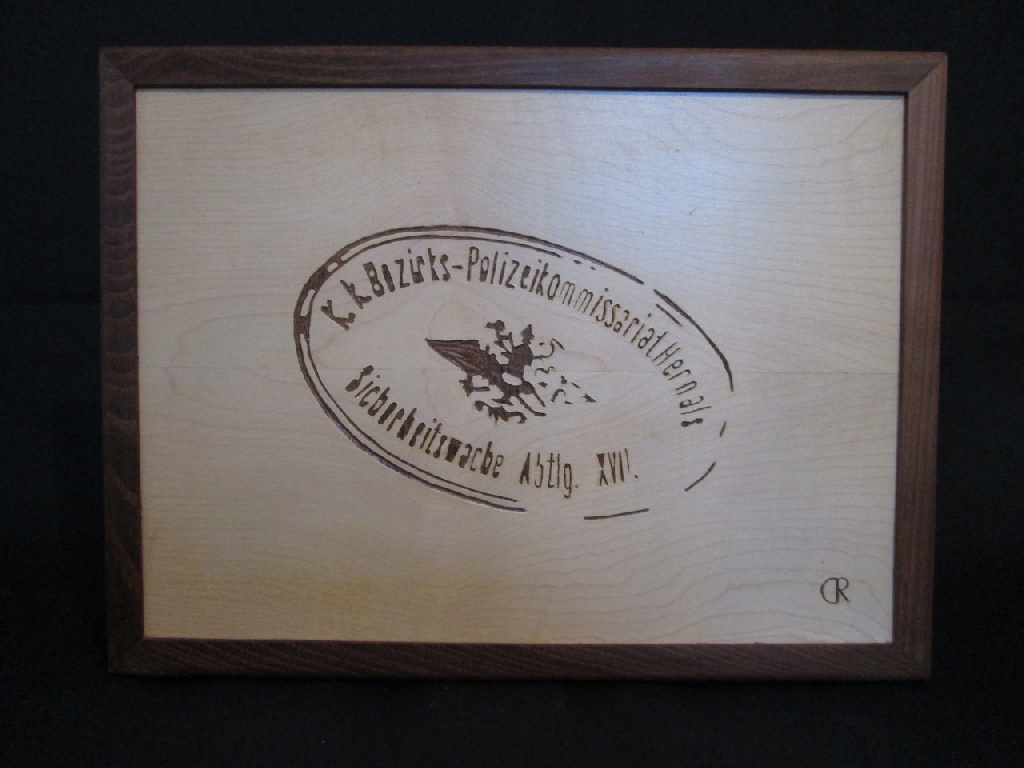 K. k. Bezirks-Polizeikommissariat Hernals
Sicherheitswache Abtlg. XVII.
CR